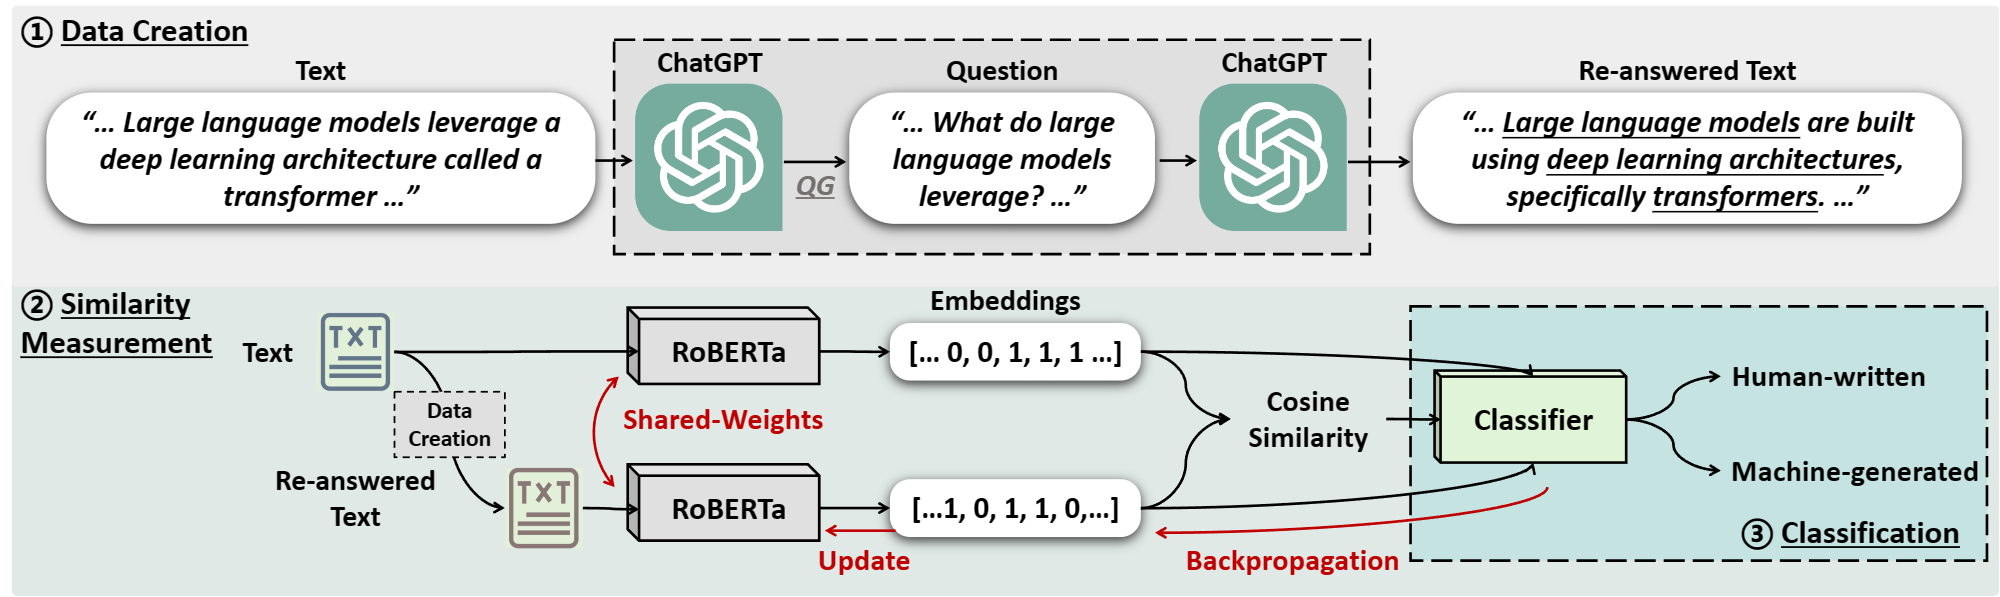 ① Data Creation
Text
ChatGPT
Question
ChatGPT
Re-answered Text
“… Large language models leverage a
deep learning architecture called a
transformer …”
QG
“… What do large
language models
leverage? …”
“… Large language models are built
using deep learning architectures,
specifically transformers. …”
② Similarity
Measurement
Text
TXT
Data
Creation
Re-answered
Text
TXT
RoBERTa
Shared-Weights
RoBERTa
Embeddings
[… 0, 0, 1, 1, 1 …]
[…1, 0, 1, 1, 0,…]
Update
Cosine
Similarity
Backpropagation
Classifier
Human-written
Machine-generated
③ Classification